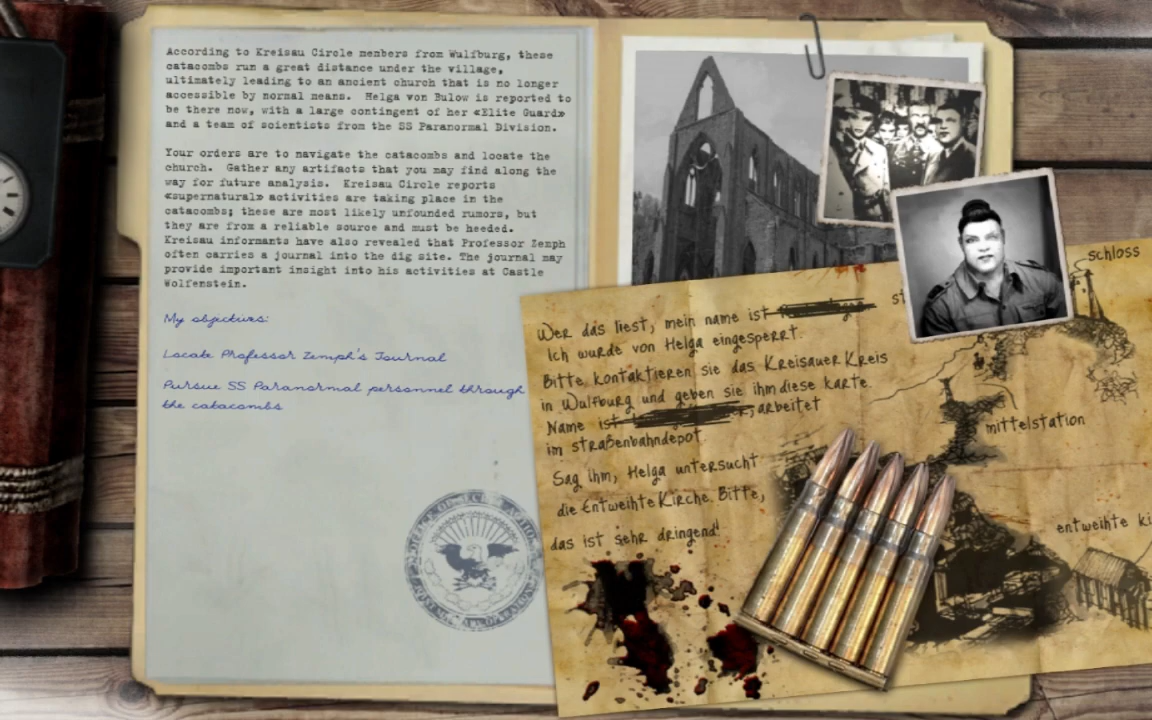 According to Kreisau Circle members from Wulfburg, these
catacombs run a great distance under the village,
ultimately leading to an ancient church that is no longer
accessible by normal means.  Helga von Bulow is reported to
be there now, with a large contingent of her «Elite Guard»
and a team of scientists from the SS Paranormal Division.
Your orders are to navigate the catacombs and locate the
church.  Gather any artifacts that you may find along the
way for future analysis.  Kreisau Circle reports
«supernatural» activities are taking place in the
catacombs; these are most likely unfounded rumors, but
they are from a reliable source and must be heeded.
Kreisau informants have also revealed that Professor Zemph
often carries a journal into the dig site. The journal may
provide important insight into his activities at Castle
Wolfenstein.
My objectives:
Locate Professor Zemph's Journal
Pursue SS Paranormal personnel through
the catacombs
Wer das liest, mein name ist
Ich wurde von Helga eingesperrt.
Bitte, kontaktieren sie das Kreisauer Kreis
in Wulfburg und geben sie ihm diese karte.
Name ist arbeitet
im straßenbahndepot
Sag ihm, Helga untersucht
die Entweihte Kirche. Bitte,
das ist sehr dringend!
schloss
mittelstation
entweihte ki